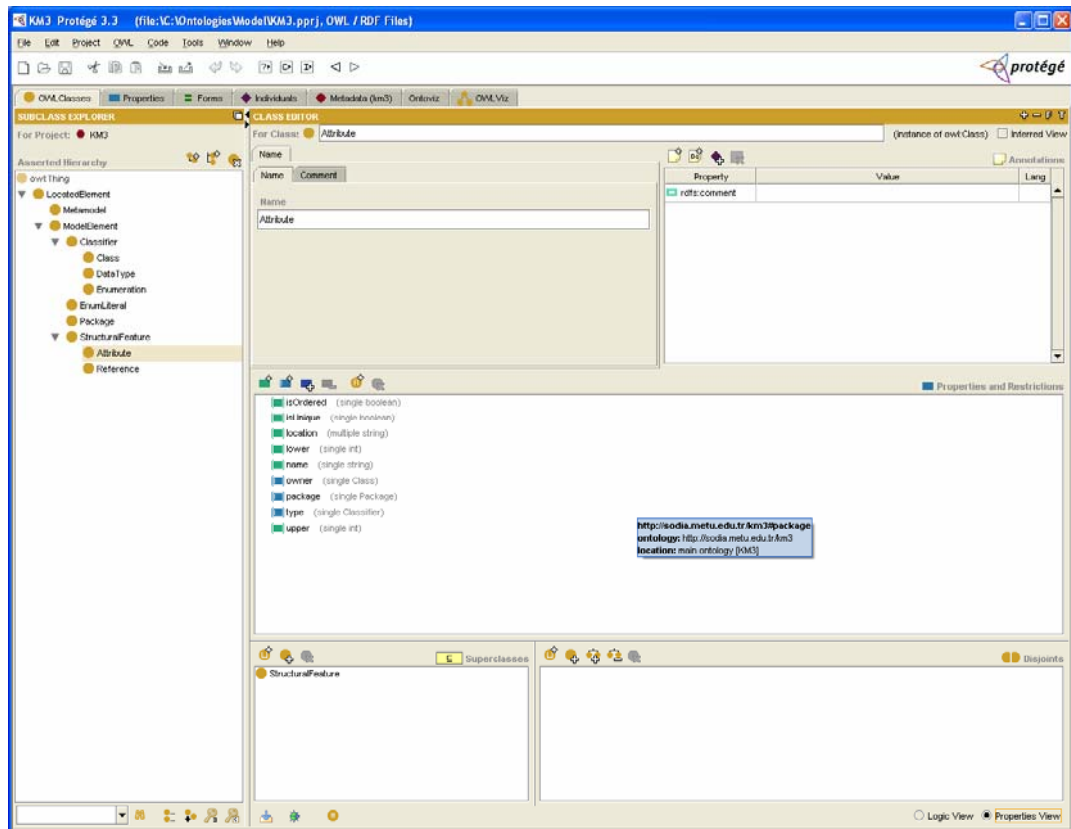 KM3 Protégé 3.3 (file:\C:\Ontologies\Model\KM3.pprj, OWL / RDF Files)
File Edit Project OWL Code Tools Window Help
protégé
OWLClasses Properties Forms Individuals Metadata (km3) Ontoviz OWLViz
SUBCLASS EXPLORER
For Project: KM3
Asserted Hierarchy
owl:Thing
LocatedElement
Metamodel
ModelElement
Classifier
Class
DataType
Enumeration
EnumLiteral
Package
StructuralFeature
Attribute
Reference
CLASS EDITOR
For Class: Attribute (instance of owl:Class) Inferred View
Name
Name Comment
Name
Attribute
Annotations
Property Value Lang
rdfs:comment
Properties and Restrictions
isOrdered (single boolean)
isUnique (single boolean)
location (multiple string)
lower (single int)
name (single string)
owner (single Class)
package (single Package)
type (single Classifier)
upper (single int)
http://sodia.metu.edu.tr/km3#package
ontology: http://sodia.metu.edu.tr/km3
location: main ontology [KM3]
Superclasses
StructuralFeature
Disjoints
Logic View Properties View